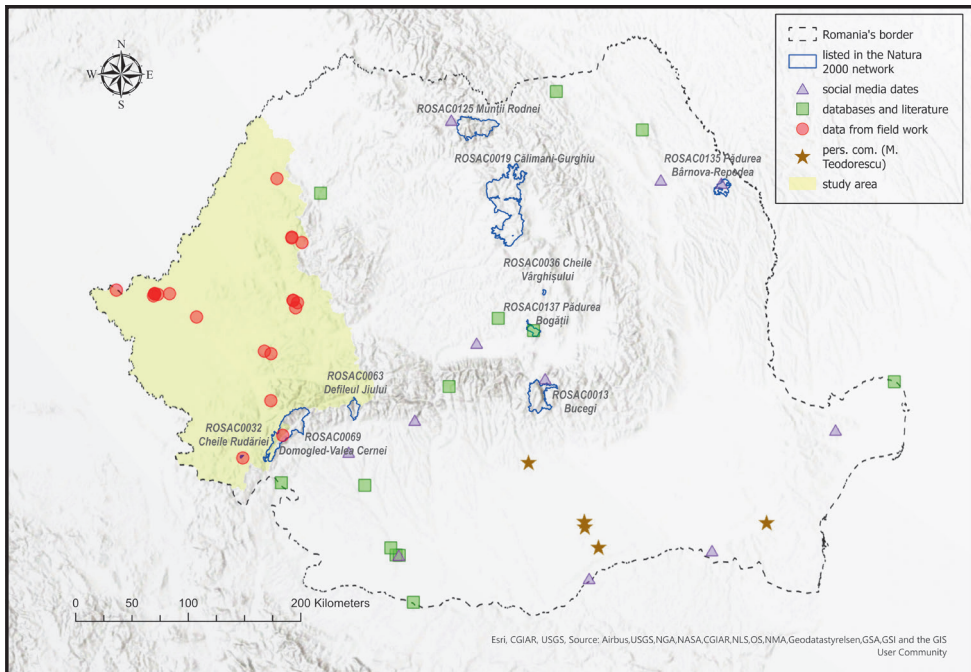 N
W E
S
Romania's border
listed in the Natura
2000 network
social media dates
databases and literature
data from field work
pers. com. (M.
Teodorescu)
study area
ROSAC0125 Munții Rodnei
ROSAC0019 Călimani-Gurghiu
ROSAC0135 Pădurea
Bârnova-Repedea
ROSAC0036 Cheile
Vârghișului
ROSAC0137 Pădurea
Bogății
ROSAC0063
Defileul Jiului
ROSAC0013
Bucegi
ROSAC0032
Cheile Rudăriei
ROSAC0069
Domogled-Valea Cernei
0 50 100 200 Kilometers
Esri, CGIAR, USGS, Source: Airbus,USGS,NGA,NASA,CGIAR,NLS,OS,NMA,Geodatastyrelsen,GSA,GSI and the GIS
User Community